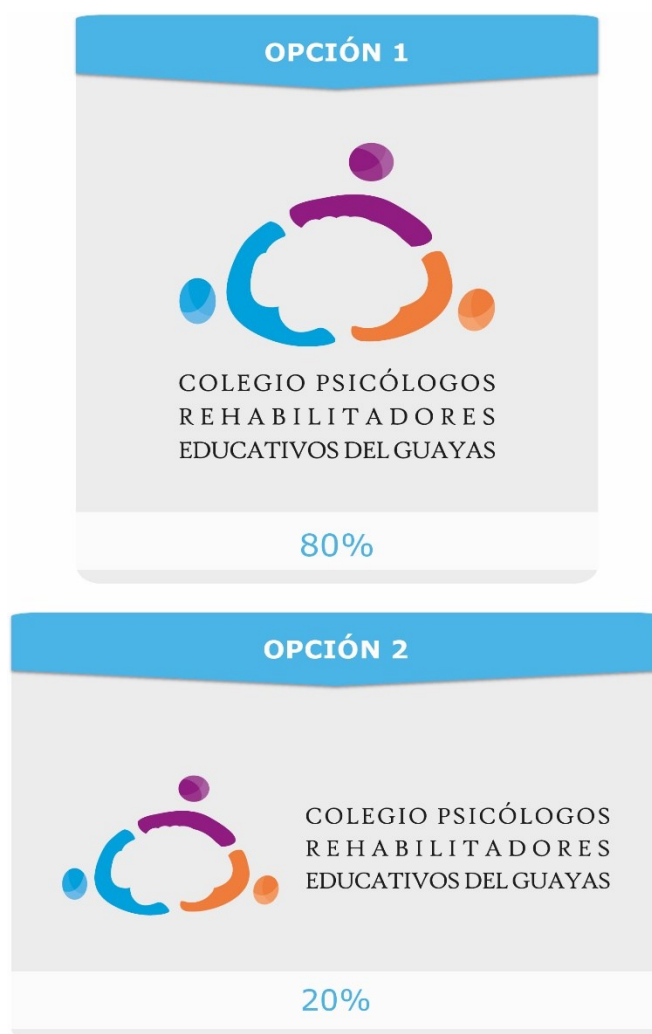 OPCIÓN 1
COLEGIO PSICÓLOGOS
REHABILITADORES
EDUCATIVOS DEL GUAYAS
80%
OPCIÓN 2
COLEGIO PSICÓLOGOS
REHABILITADORES
EDUCATIVOS DEL GUAYAS
20%